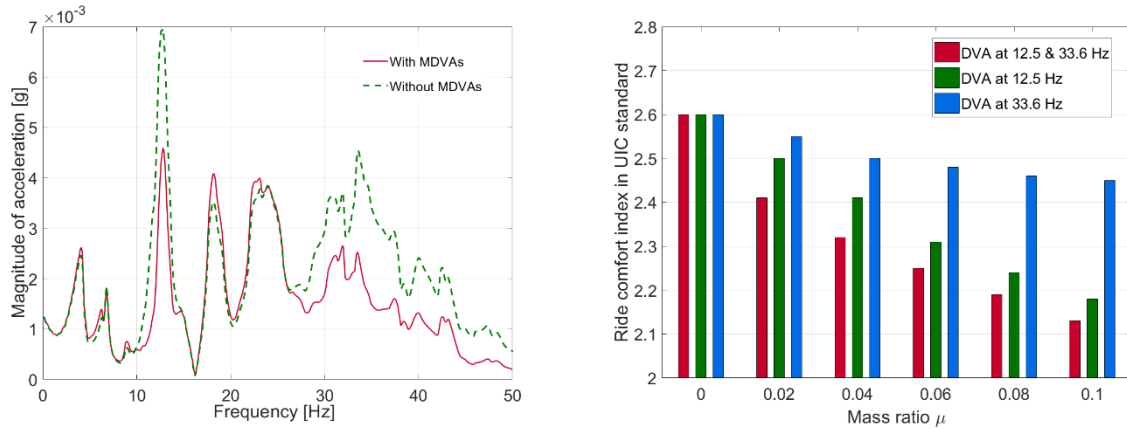 ×10⁻³
7
6
5
4
3
2
1
0
Magnitude of acceleration [g]
With MDVAs
Without MDVAs
0 10 20 30 40 50
Frequency [Hz]
2.8
2.7
2.6
2.5
2.4
2.3
2.2
2.1
2
Ride comfort index in UIC standard
DVA at 12.5 & 33.6 Hz
DVA at 12.5 Hz
DVA at 33.6 Hz
0 0.02 0.04 0.06 0.08 0.1
Mass ratio μ